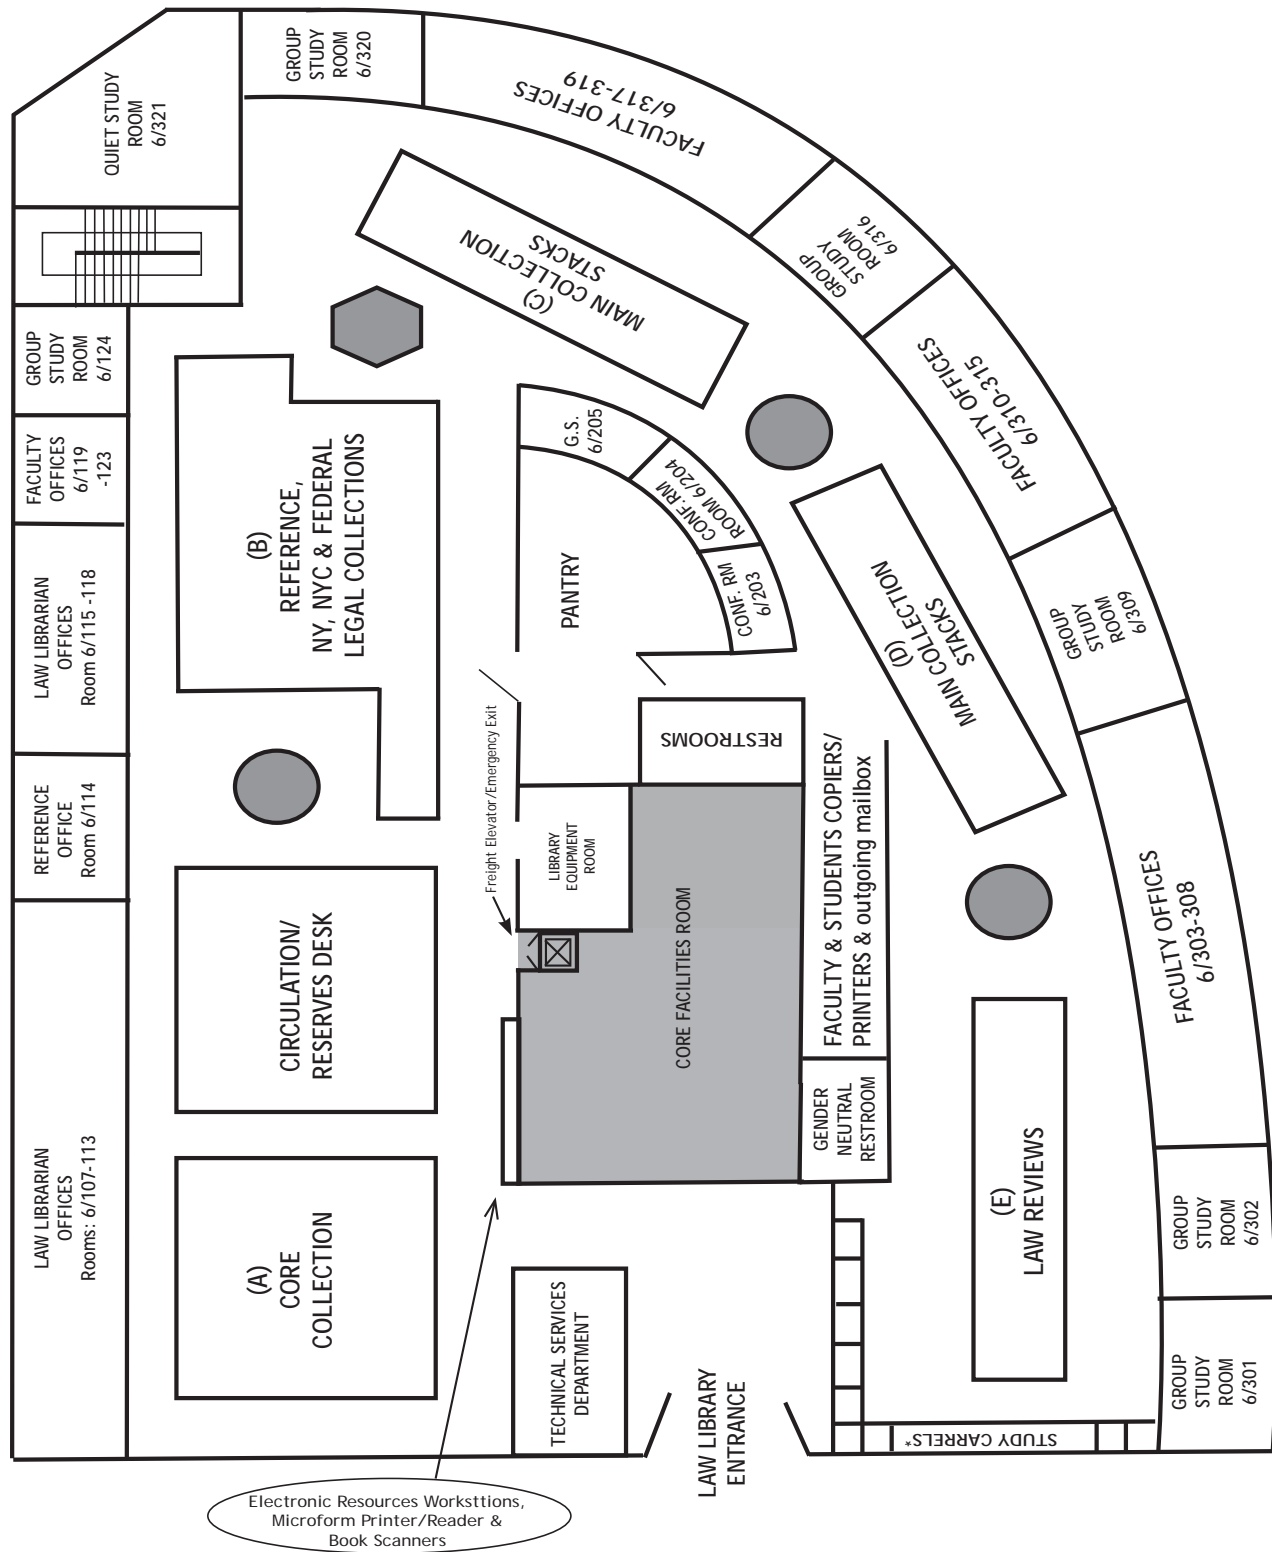 QUIET STUDY
ROOM
6/321
GROUP
STUDY
ROOM
6/320
FACULTY OFFICES
6/317-319
GROUP
STUDY
ROOM
6/316
FACULTY OFFICES
6/310-315
GROUP
STUDY
ROOM
6/309
FACULTY OFFICES
6/303-308
GROUP
STUDY
ROOM
6/302
GROUP
STUDY
ROOM
6/301
GROUP
STUDY
ROOM
6/124
FACULTY
OFFICES
6/119
-123
LAW LIBRARIAN
OFFICES
Room 6/115 -118
REFERENCE
OFFICE
Room 6/114
LAW LIBRARIAN
OFFICES
Rooms: 6/107-113
(B)
REFERENCE,
NY, NYC & FEDERAL
LEGAL COLLECTIONS
CIRCULATION/
RESERVES DESK
(A)
CORE
COLLECTION
(C)
MAIN COLLECTION
STACKS
G.S.
6/205
CONF.RM
ROOM 6/204
CONF. RM
6/203
PANTRY
RESTROOMS
Freight Elevator/Emergency Exit
LIBRARY
EQUIPMENT
ROOM
CORE FACILITIES ROOM
FACULTY & STUDENTS COPIERS/
PRINTERS & outgoing mailbox
GENDER
NEUTRAL
RESTROOM
(D)
MAIN COLLECTION
STACKS
(E)
LAW REVIEWS
TECHNICAL SERVICES
DEPARTMENT
LAW LIBRARY
ENTRANCE
STUDY CARRELS*
Electronic Resources Worksttions,
Microform Printer/Reader &
Book Scanners